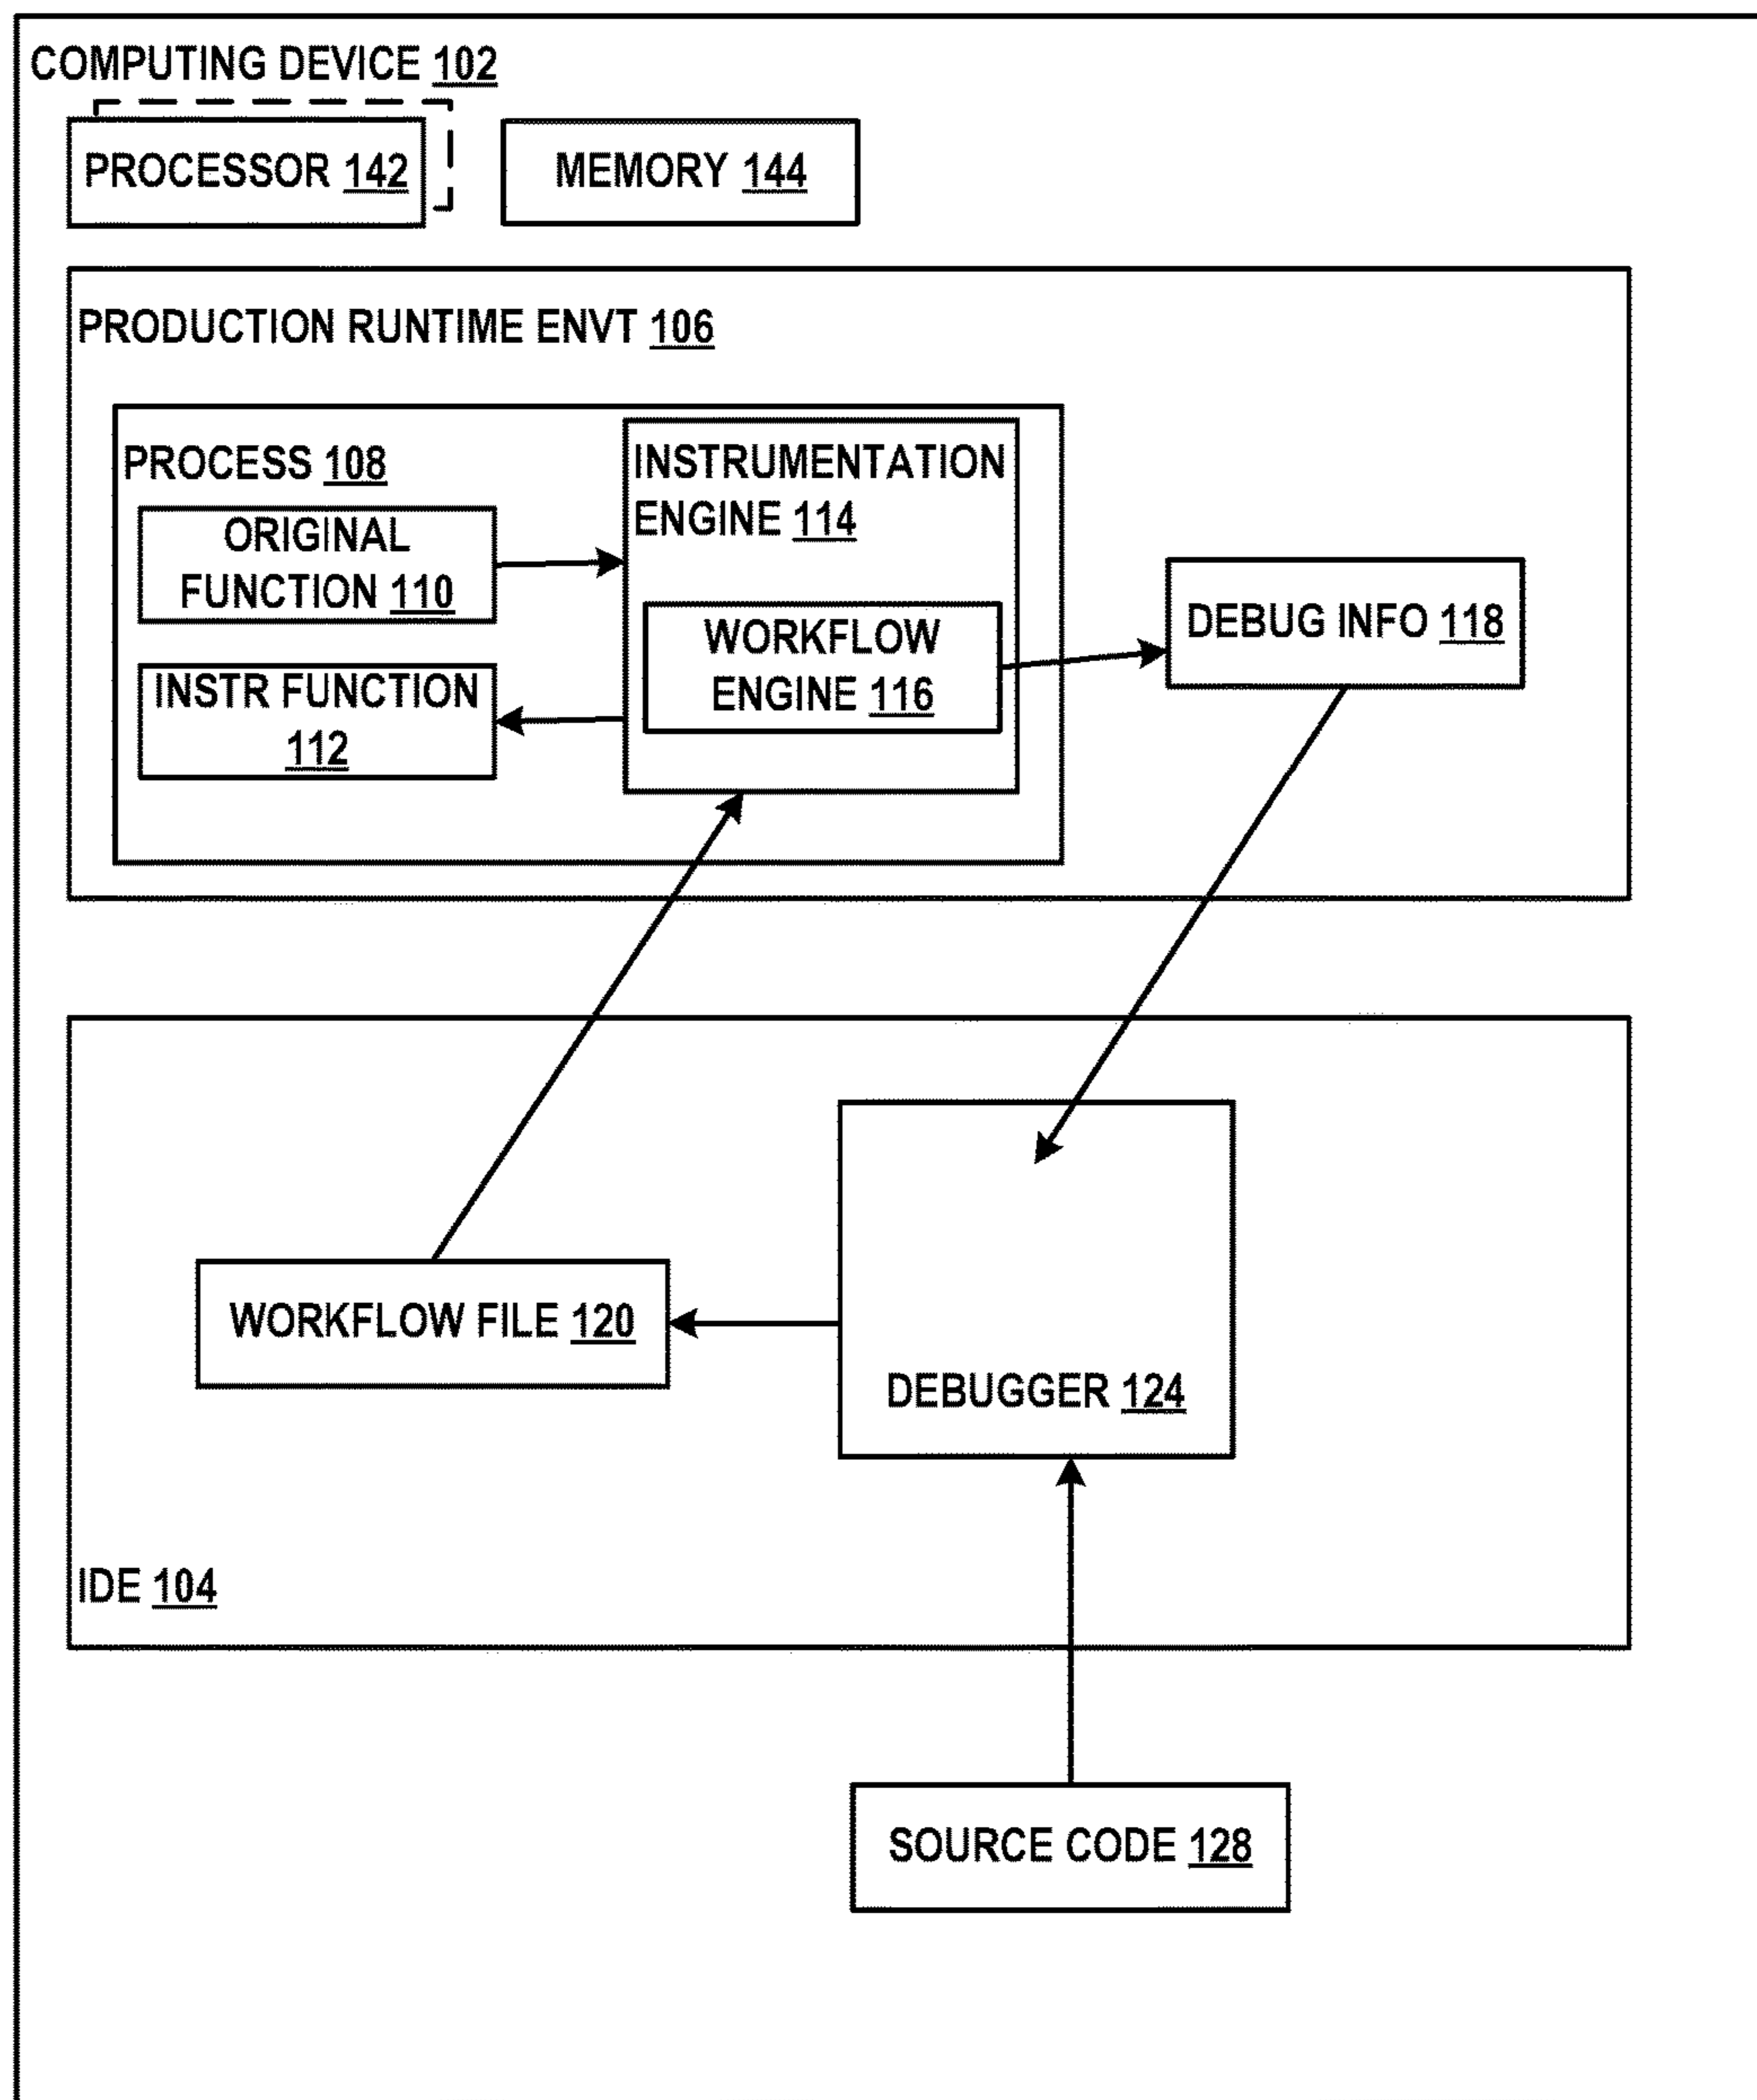 COMPUTING DEVICE 102
PROCESSOR 142
MEMORY 144
PRODUCTION RUNTIME ENVT 106
PROCESS 108
ORIGINAL
FUNCTION 110
INSTR FUNCTION
112
INSTRUMENTATION
ENGINE 114
WORKFLOW
ENGINE 116
DEBUG INFO 118
WORKFLOW FILE 120
DEBUGGER 124
IDE 104
SOURCE CODE 128